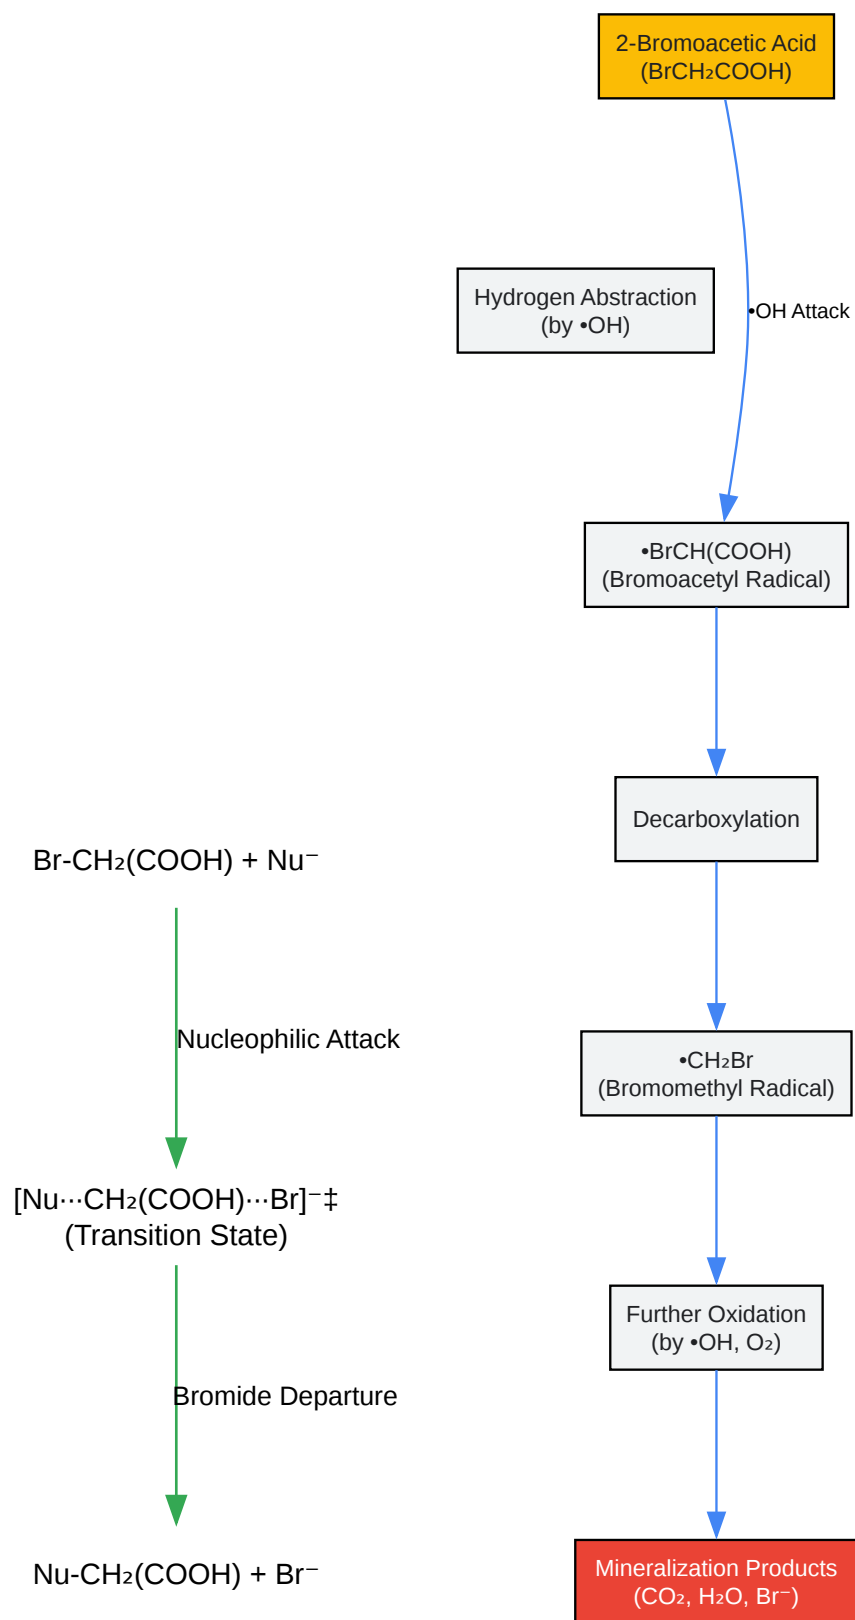 2-Bromoacetic Acid
(BrCH₂COOH)
Hydrogen Abstraction
(by •OH)
•OH Attack
•BrCH(COOH)
(Bromoacetyl Radical)
Decarboxylation
•CH₂Br
(Bromomethyl Radical)
Further Oxidation
(by •OH, O₂)
Mineralization Products
(CO₂, H₂O, Br⁻)
Br-CH₂(COOH) + Nu⁻
Nucleophilic Attack
[Nu···CH₂(COOH)···Br]⁻‡
(Transition State)
Bromide Departure
Nu-CH₂(COOH) + Br⁻